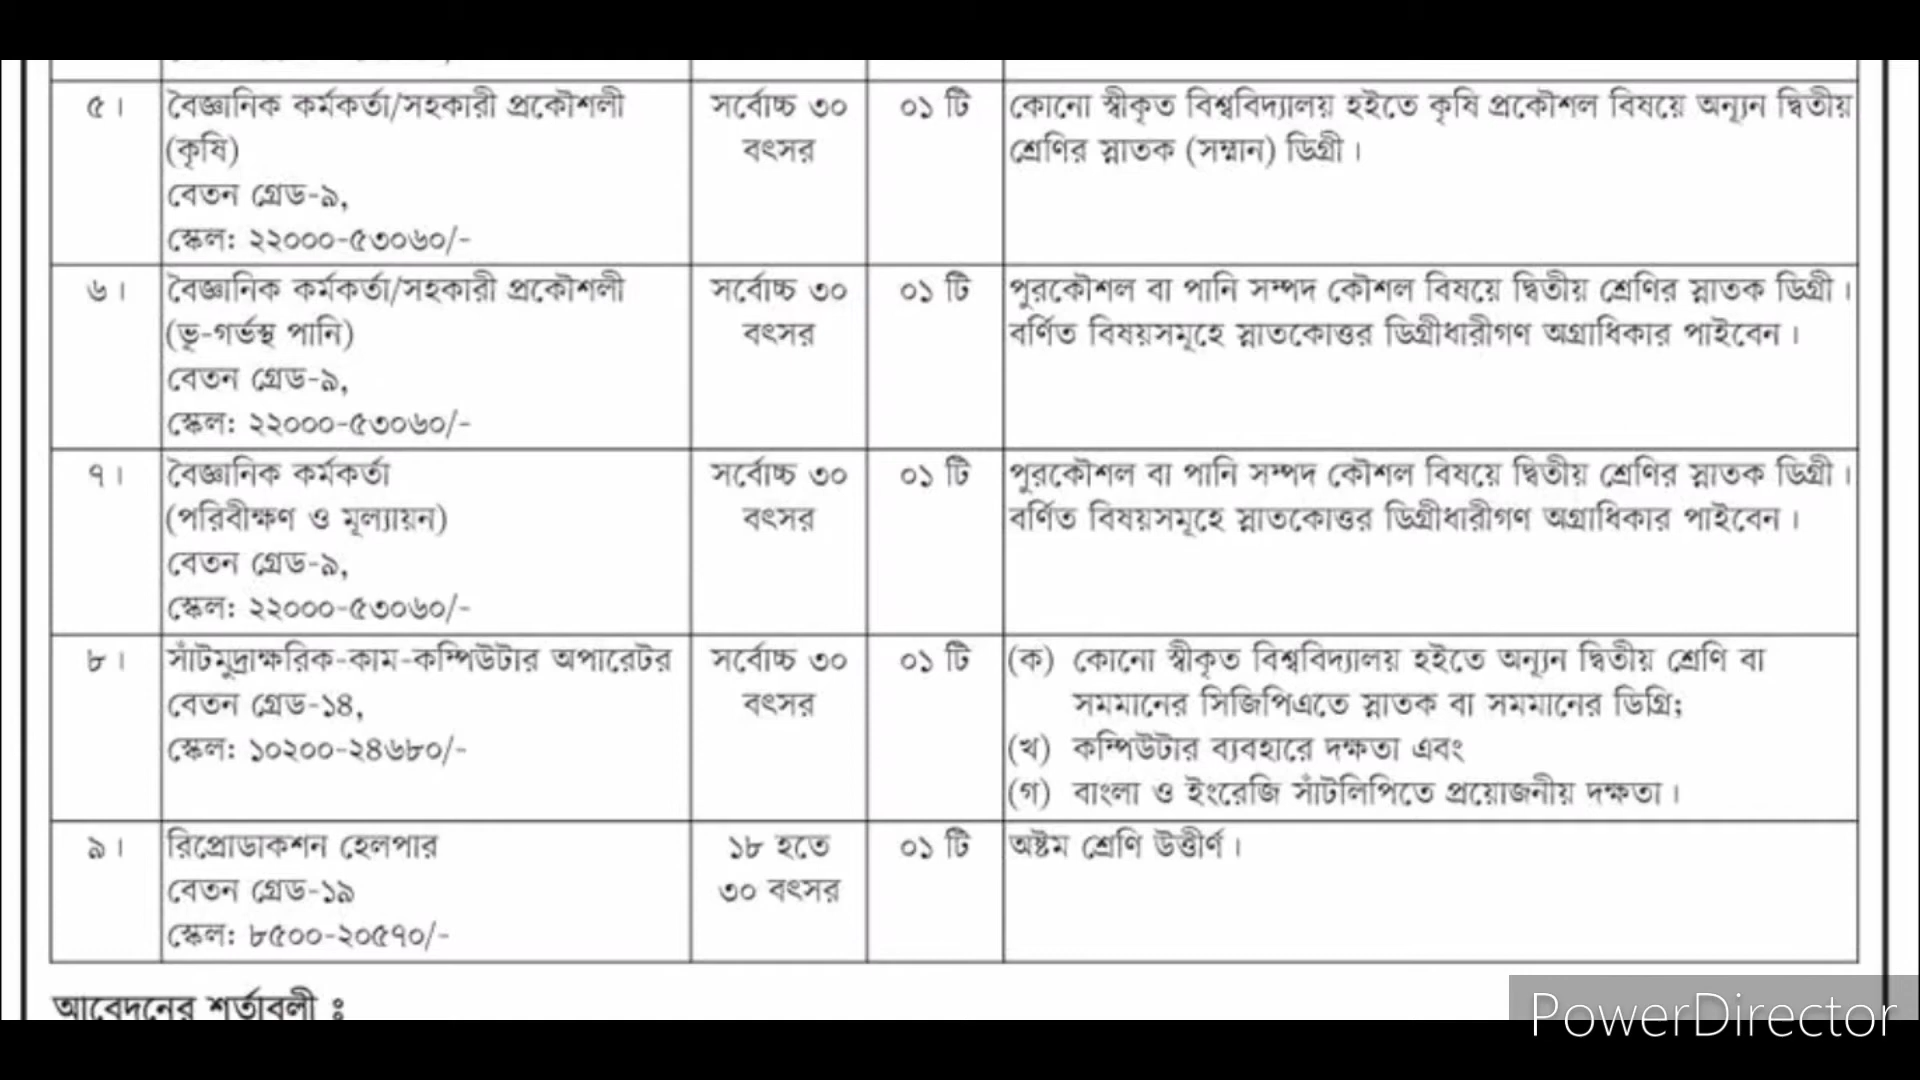 ৫। বৈজ্ঞানিক কর্মকর্তা/সহকারী প্রকৌশলী সর্বোচ্চ ৩০ ০১ টি কোনো স্বীকৃত বিশ্ববিদ্যালয় হইতে কৃষি প্রকৌশল বিষয়ে অন্যূন দ্বিতীয়
(কৃষি) বৎসর শ্রেণির স্নাতক (সম্মান) ডিগ্রী।
বেতন গ্রেড-৯,
স্কেল: ২২০০০-৫৩০৬০/-
৬। বৈজ্ঞানিক কর্মকর্তা/সহকারী প্রকৌশলী সর্বোচ্চ ৩০ ০১ টি পুরকৌশল বা পানি সম্পদ কৌশল বিষয়ে দ্বিতীয় শ্রেণির স্নাতক ডিগ্রী।
(ভূ-গর্ভস্থ পানি) বৎসর বর্ণিত বিষয়সমূহে স্নাতকোত্তর ডিগ্রীধারীগণ অগ্রাধিকার পাইবেন।
বেতন গ্রেড-৯,
স্কেল: ২২০০০-৫৩০৬০/-
৭। বৈজ্ঞানিক কর্মকর্তা সর্বোচ্চ ৩০ ০১ টি পুরকৌশল বা পানি সম্পদ কৌশল বিষয়ে দ্বিতীয় শ্রেণির স্নাতক ডিগ্রী।
(পরিবীক্ষণ ও মূল্যায়ন) বৎসর বর্ণিত বিষয়সমূহে স্নাতকোত্তর ডিগ্রীধারীগণ অগ্রাধিকার পাইবেন।
বেতন গ্রেড-৯,
স্কেল: ২২০০০-৫৩০৬০/-
৮। সাঁটমুদ্রাক্ষরিক-কাম-কম্পিউটার অপারেটর সর্বোচ্চ ৩০ ০১ টি (ক) কোনো স্বীকৃত বিশ্ববিদ্যালয় হইতে অন্যূন দ্বিতীয় শ্রেণি বা
বেতন গ্রেড-১৪, বৎসর সমমানের সিজিপিএতে স্নাতক বা সমমানের ডিগ্রি;
স্কেল: ১০২০০-২৪৬৮০/- (খ) কম্পিউটার ব্যবহারে দক্ষতা এবং
(গ) বাংলা ও ইংরেজি সাঁটলিপিতে প্রয়োজনীয় দক্ষতা।
৯। রিপ্রোডাকশন হেলপার ১৮ হতে ০১ টি অষ্টম শ্রেণি উত্তীর্ণ।
বেতন গ্রেড-১৯ ৩০ বৎসর
স্কেল: ৮৫০০-২০৫৭০/-
আবেদনের শর্তাবলী ঃ
PowerDirector